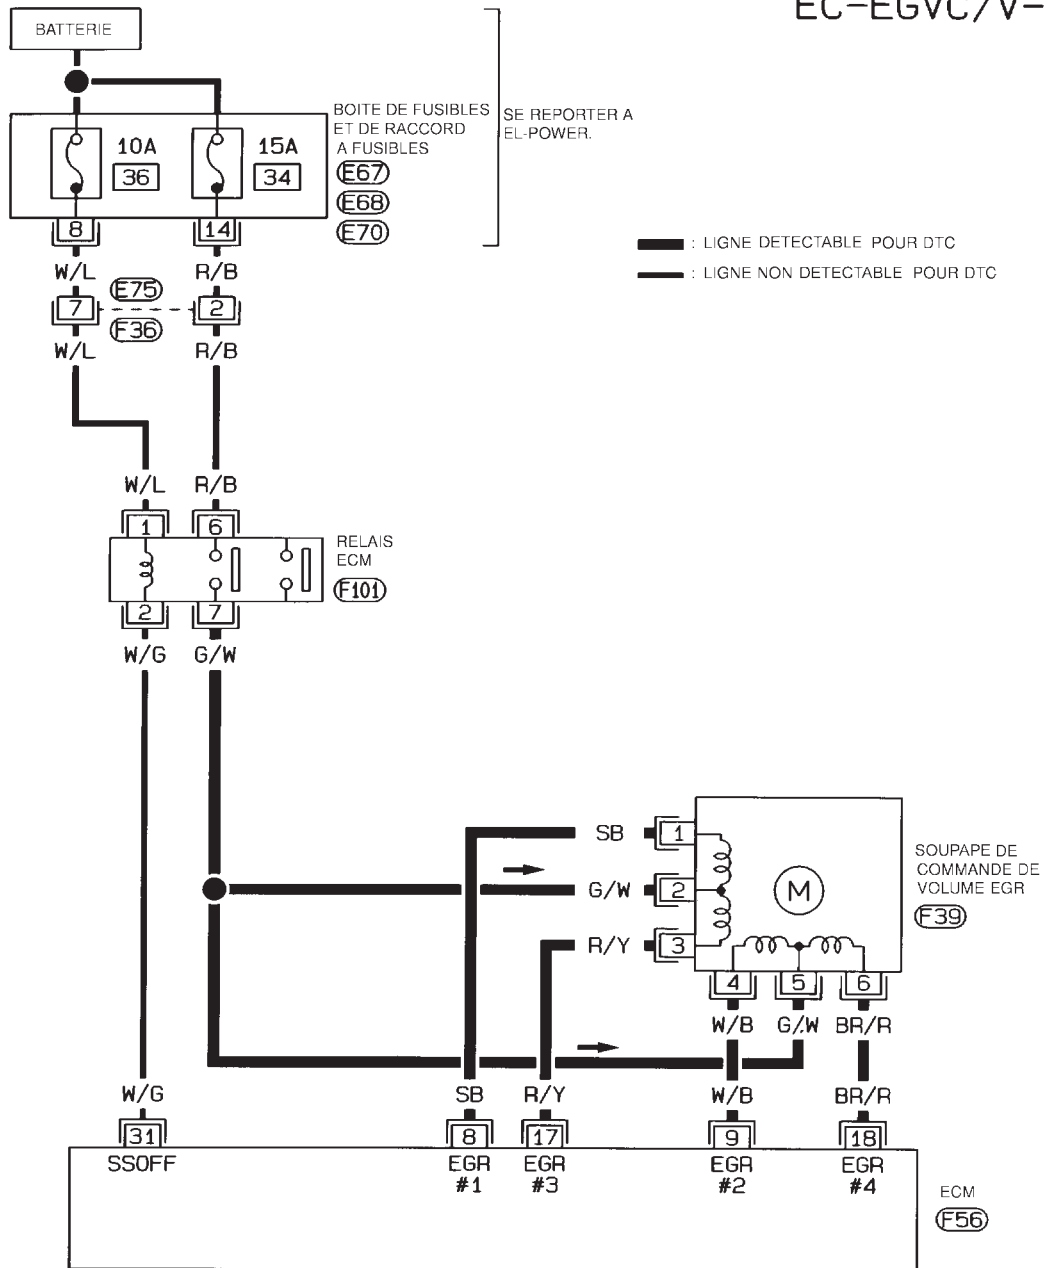 EC-EGVC/V-
BATTERIE
BOITE DE FUSIBLES
ET DE RACCORD
A FUSIBLES
SE REPORTER A
EL-POWER.
10A
36
15A
34
E67
E68
E70
8
14
: LIGNE DETECTABLE POUR DTC
: LIGNE NON DETECTABLE POUR DTC
W/L
R/B
E75
7
2
F36
W/L
R/B
W/L
R/B
1
6
RELAIS
ECM
F101
2
7
W/G
G/W
SB
1
G/W
2
R/Y
3
M
SOUPAPE DE
COMMANDE DE
VOLUME EGR
F39
4
5
6
W/B
G/W
BR/R
W/G
SB
R/Y
W/B
BR/R
31
8
17
9
18
SSOFF
EGR
#1
EGR
#3
EGR
#2
EGR
#4
ECM
F56